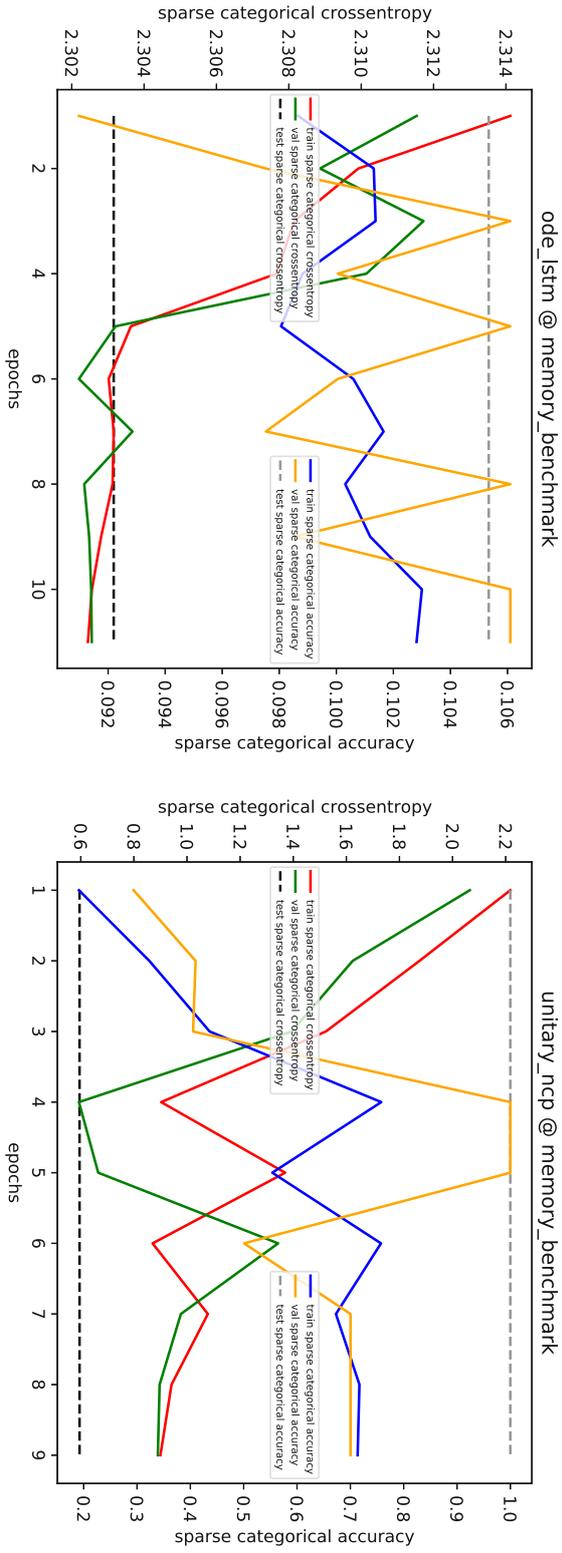 ode_lstm @ memory_benchmark
sparse categorical crossentropy
2.302
2.304
2.306
2.308
2.310
2.312
2.314
train sparse categorical crossentropy
val sparse categorical crossentropy
test sparse categorical crossentropy
train sparse categorical accuracy
val sparse categorical accuracy
test sparse categorical accuracy
2
4
6
8
10
epochs
0.092
0.094
0.096
0.098
0.100
0.102
0.104
0.106
sparse categorical accuracy
unitary_ncp @ memory_benchmark
sparse categorical crossentropy
0.6
0.8
1.0
1.2
1.4
1.6
1.8
2.0
2.2
train sparse categorical crossentropy
val sparse categorical crossentropy
test sparse categorical crossentropy
train sparse categorical accuracy
val sparse categorical accuracy
test sparse categorical accuracy
1
2
3
4
5
6
7
8
9
epochs
0.2
0.3
0.4
0.5
0.6
0.7
0.8
0.9
1.0
sparse categorical accuracy